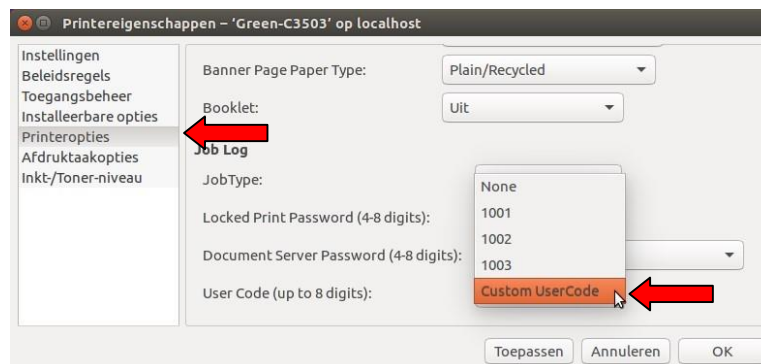 Printereigenschappen – ‘Green-C3503’ op localhost
Instellingen
Beleidsregels
Toegangsbeheer
Installeerbare opties
Printeropties
Afdruktaakopties
Inkt-/Toner-niveau
Banner Page Paper Type: Plain/Recycled
Booklet: Uit
Job Log
JobType:
Locked Print Password (4-8 digits):
Document Server Password (4-8 digits):
User Code (up to 8 digits):
None
1001
1002
1003
Custom UserCode
Toepassen Annuleren OK